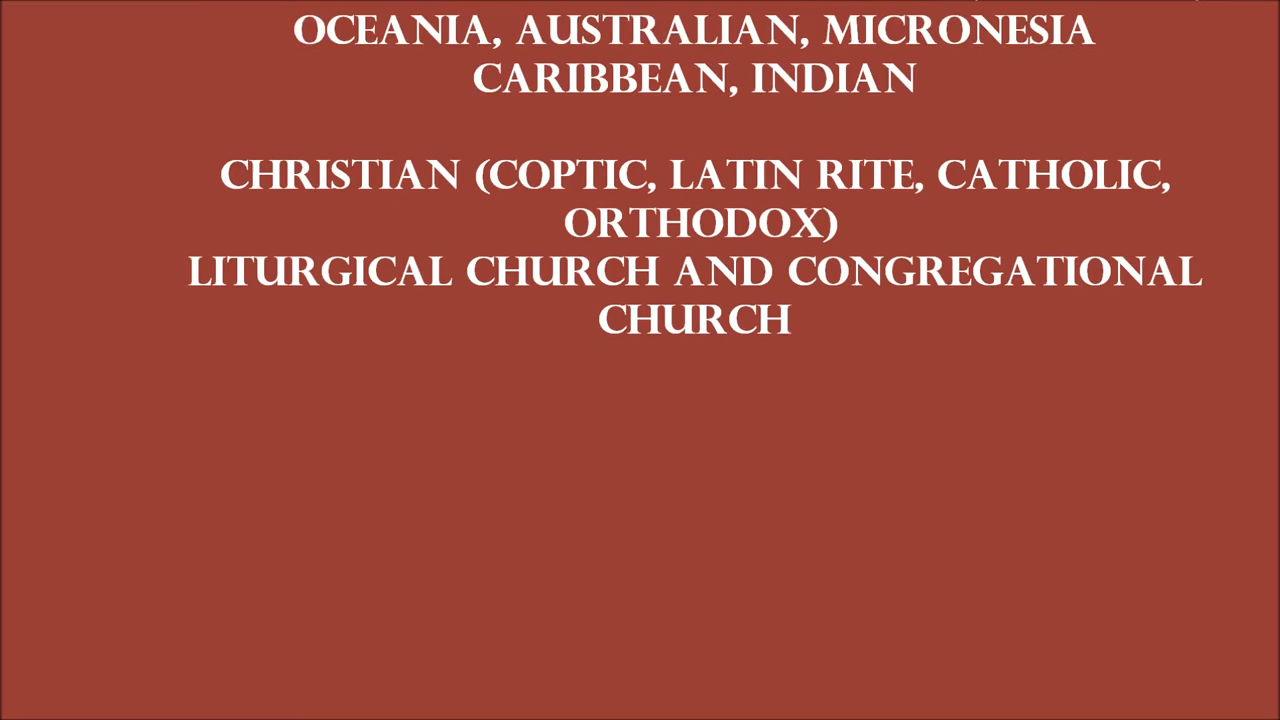 OCEANIA, AUSTRALIAN, MICRONESIA
CARIBBEAN, INDIAN
CHRISTIAN (COPTIC, LATIN RITE, CATHOLIC,
ORTHODOX)
LITURGICAL CHURCH AND CONGREGATIONAL
CHURCH